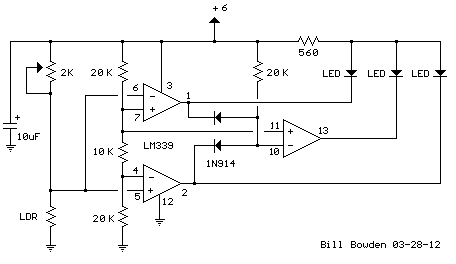 +6
560
2K
20K
3
20K
LED
LED
LED
6
1
7
+
10uF
11
13
LM339
10
10K
1N914
4
5
2
LDR
20K
12
Bill Bowden 03-28-12